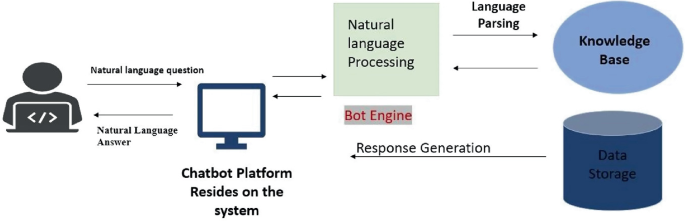 Natural language question
</>
Natural Language
Answer
Chatbot Platform
Resides on the
system
Natural
language
Processing
Bot Engine
Language
Parsing
Knowledge
Base
Response Generation
Data
Storage